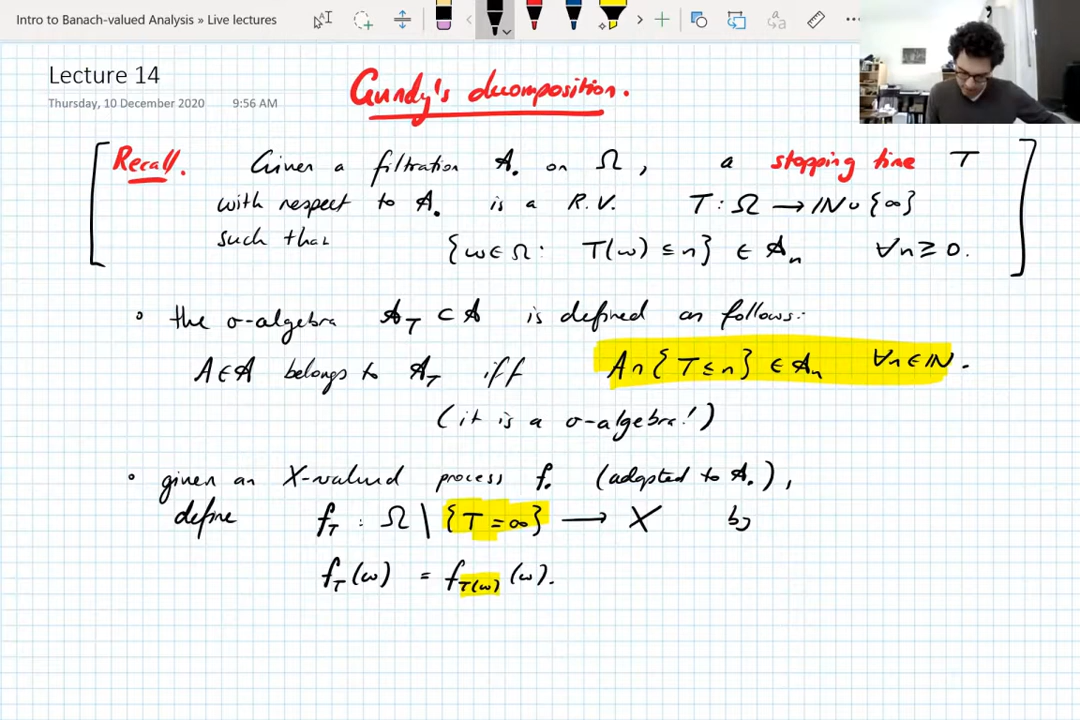 Intro to Banach-valued Analysis » Live lectures
Lecture 14
Thursday, 10 December 2020 9:56 AM
Gundy's decomposition.
Recall. Given a filtration A. on Ω, a stopping time T
with respect to A. is a R.V. T : Ω → ℕ ∪ {∞}
such that {ω ∈ Ω : T(ω) ≤ n} ∈ A_n ∀n ≥ 0.
• the σ-algebra A_T ⊂ A is defined as follows:
A ∈ A belongs to A_T iff A ∩ {T ≤ n} ∈ A_n ∀n ∈ ℕ.
(it is a σ-algebra!)
• given an X-valued process f. (adapted to A.),
define f_T : Ω \ {T = ∞} → X by
f_T(ω) = f_T(ω)(ω).